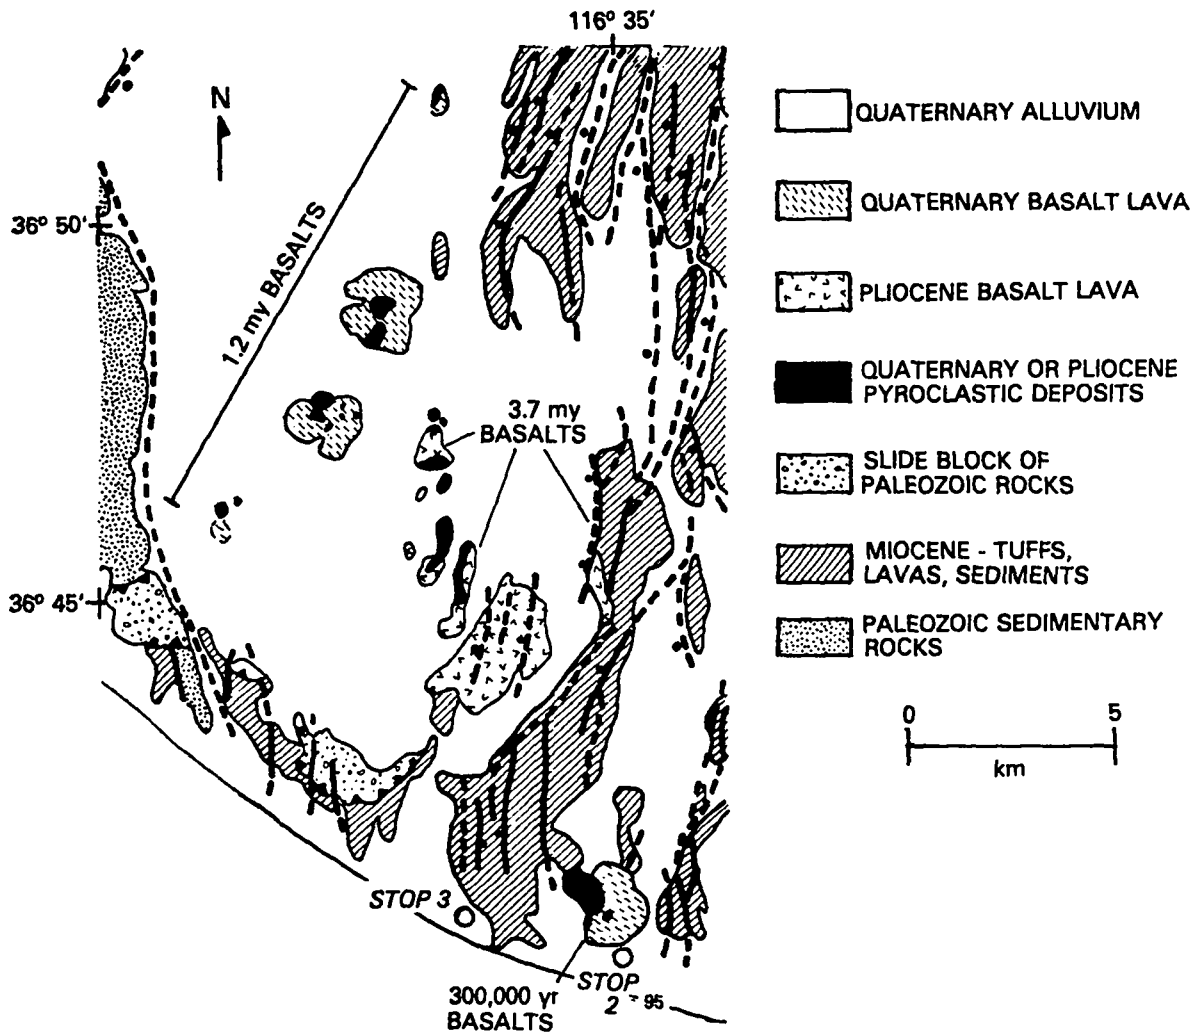 116° 35'
N
36° 50'
1.2 my BASALTS
3.7 my
BASALTS
36° 45'
STOP 3
300,000 yr
BASALTS
STOP
2
95
QUATERNARY ALLUVIUM
QUATERNARY BASALT LAVA
PLIOCENE BASALT LAVA
QUATERNARY OR PLIOCENE
PYROCLASTIC DEPOSITS
SLIDE BLOCK OF
PALEOZOIC ROCKS
MIOCENE - TUFFS,
LAVAS, SEDIMENTS
PALEOZOIC SEDIMENTARY
ROCKS
0 5
km